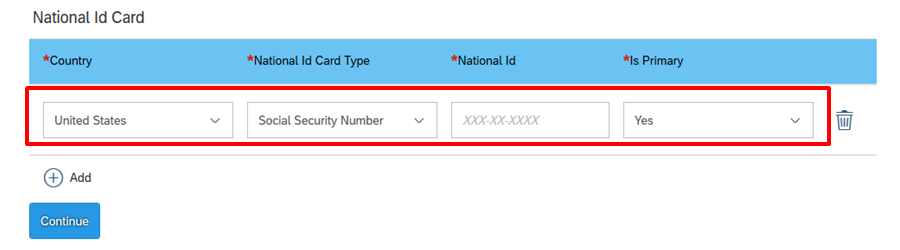 National Id Card
*Country *National Id Card Type *National Id *Is Primary
United States Social Security Number XXX-XX-XXXX Yes
Add
Continue